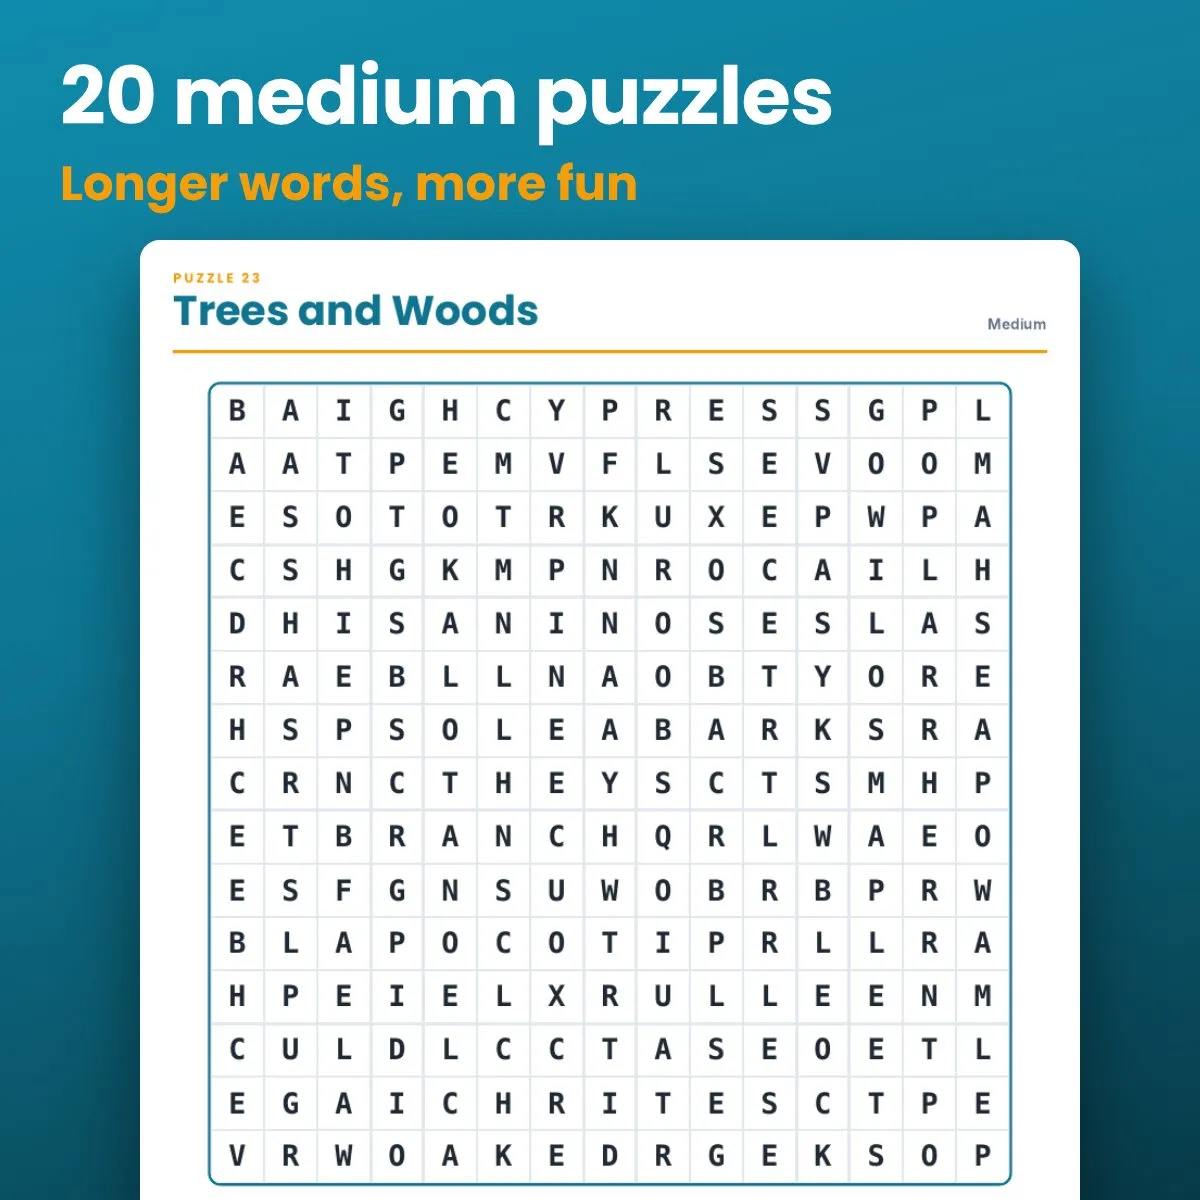 20 medium puzzles
Longer words, more fun
PUZZLE 23
Trees and Woods
Medium
B A I G H C Y P R E S S G P L
A A T P E M V F L S E V O O M
E S O T O T R K U X E P W P A
C S H G K M P N R O C A I L H
D H I S A N I N O S E S L A S
R A E B L L N A O B T Y O R E
H S P S O L E A B A R K S R A
C R N C T H E Y S C T S M H P
E T B R A N C H Q R L W A E O
E S F G N S U W O B R B P R W
B L A P O C O T I P R L L R A
H P E I E L X R U L L E E N M
C U L D L C C T A S E O E T L
E G A I C H R I T E S C T P E
V R W O A K E D R G E K S O P